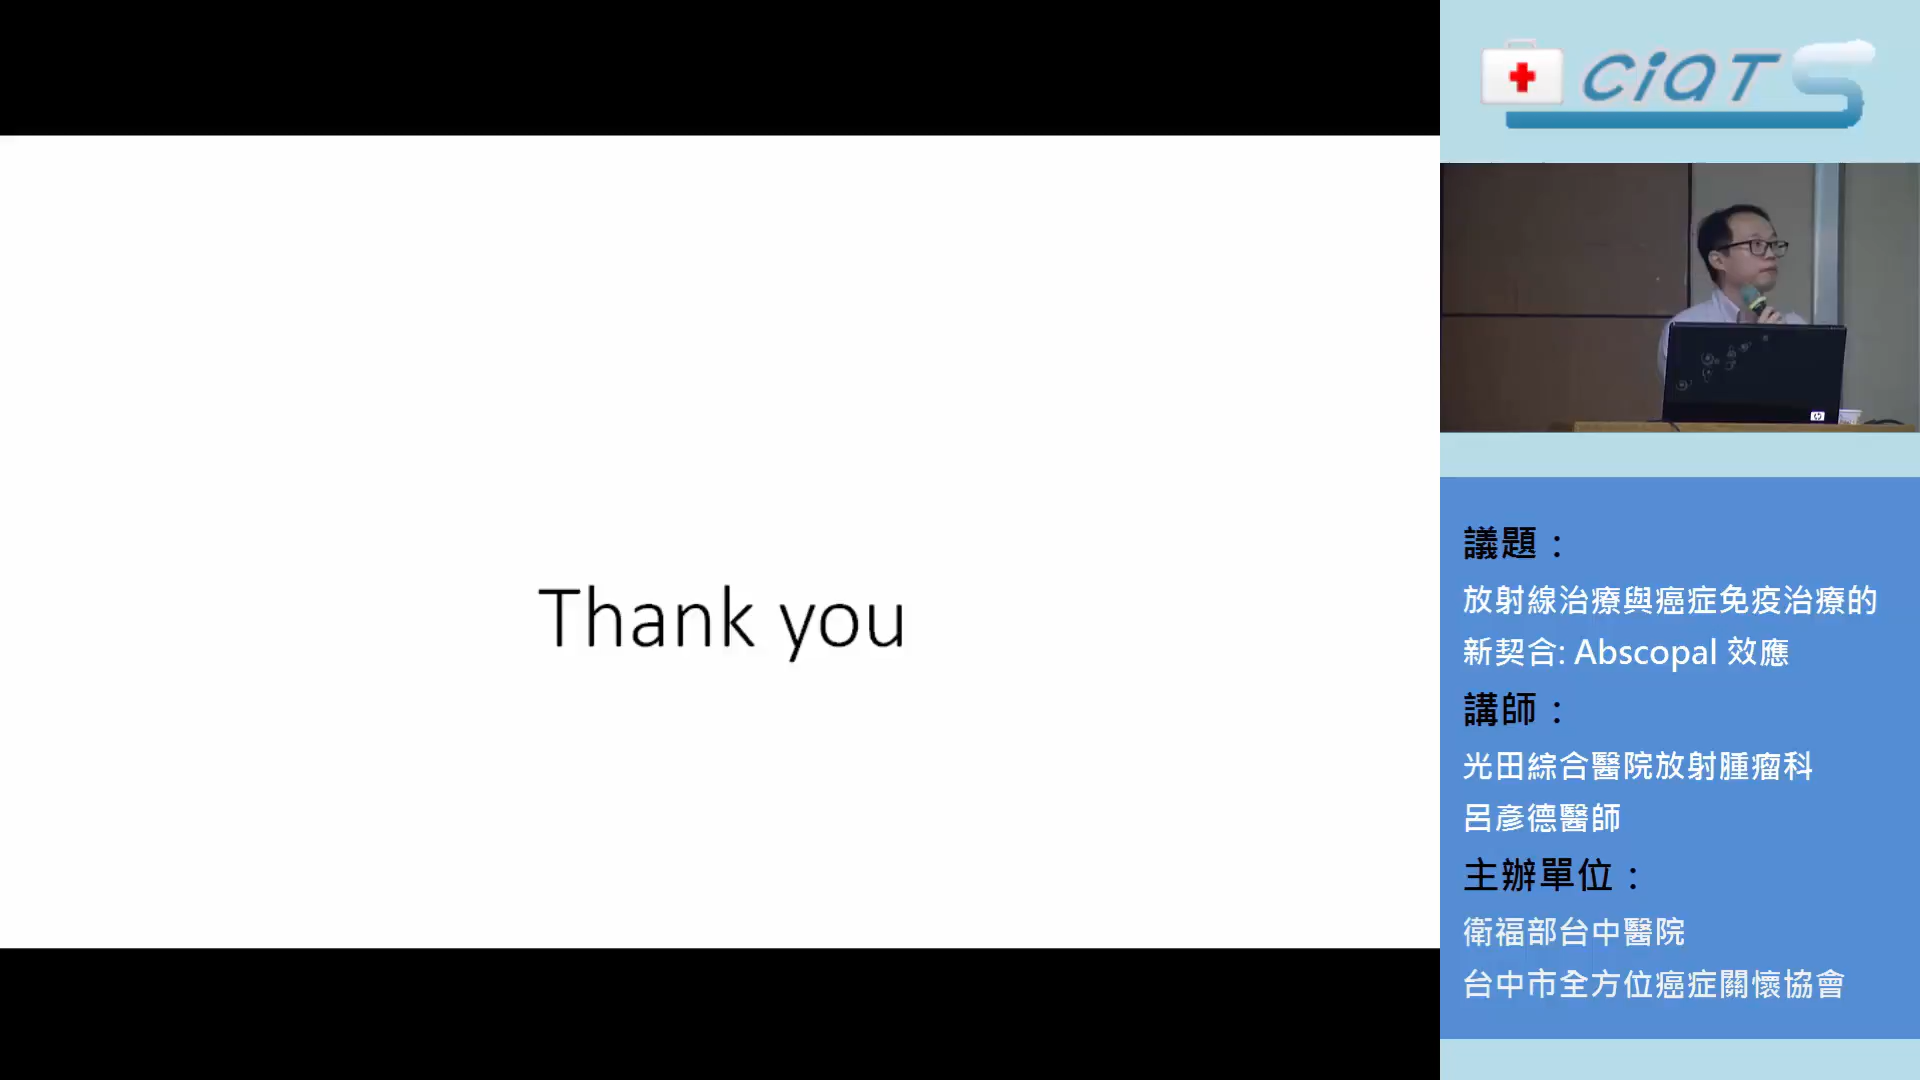 Thank you
CiaTS
議題：
放射線治療與癌症免疫治療的
新契合: Abscopal 效應
講師：
光田綜合醫院放射腫瘤科
呂彥德醫師
主辦單位：
衛福部台中醫院
台中市全方位癌症關懷協會